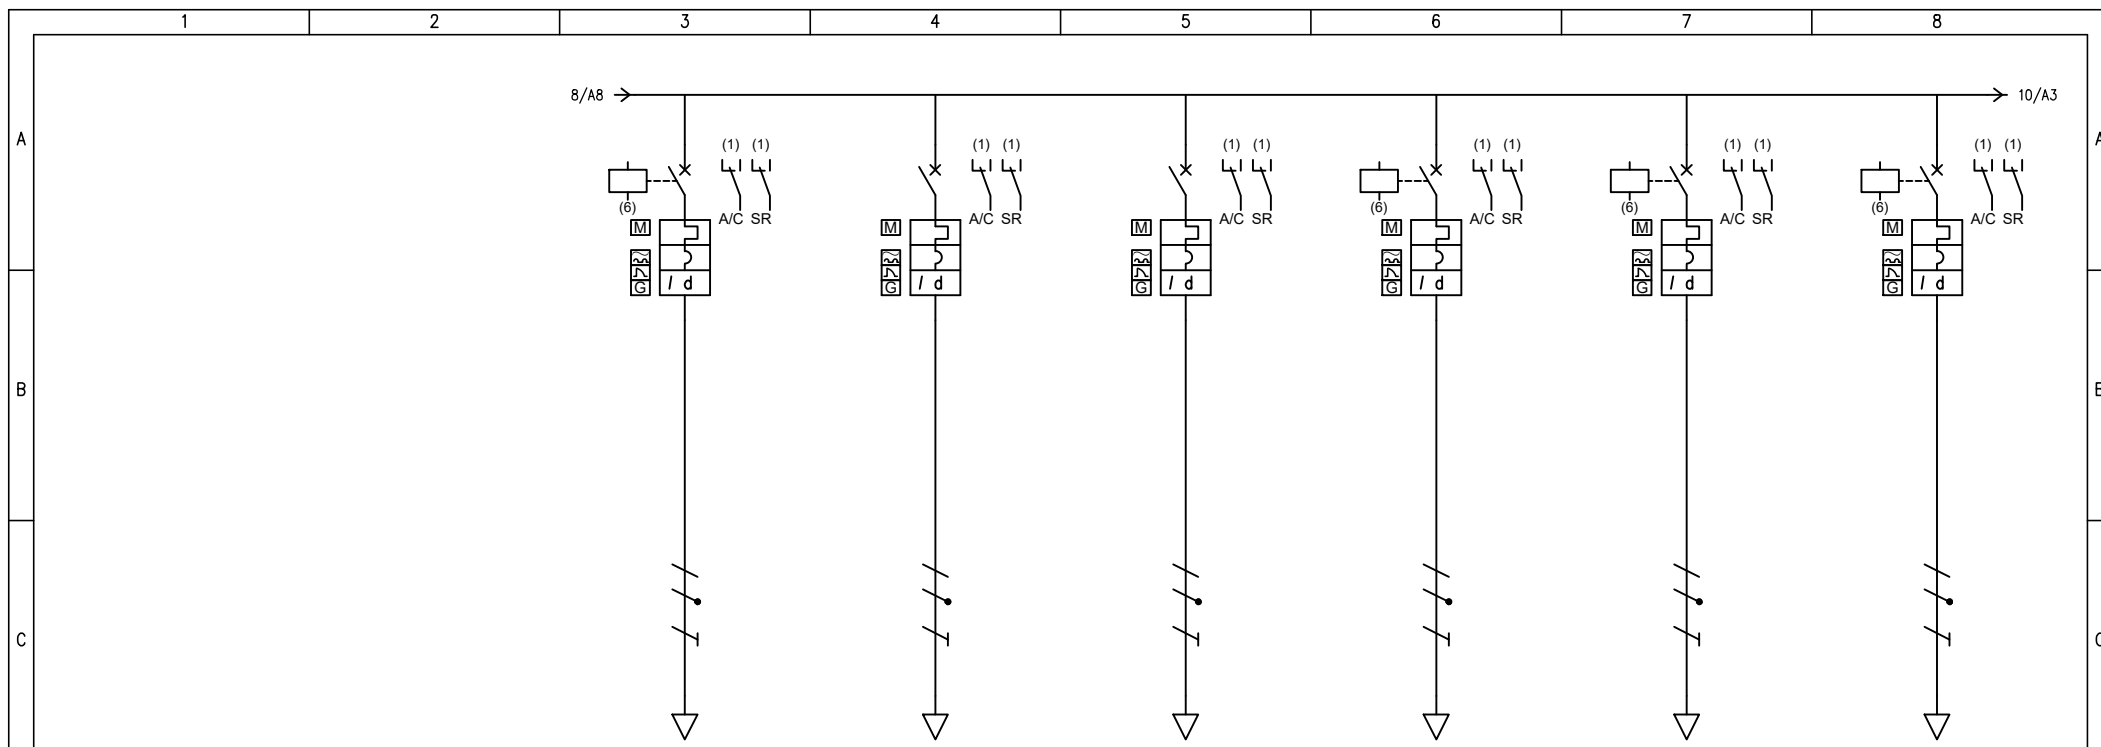 1 2 3 4 5 6 7 8
8/A8 10/A3
A A
(1) (1) (1) (1) (1) (1) (1) (1) (1) (1) (1) (1)
(6) (6) (6) (6)
A/C SR A/C SR A/C SR A/C SR A/C SR A/C SR
M M M M M M
G I d G I d G I d G I d G I d G I d
B B
C C